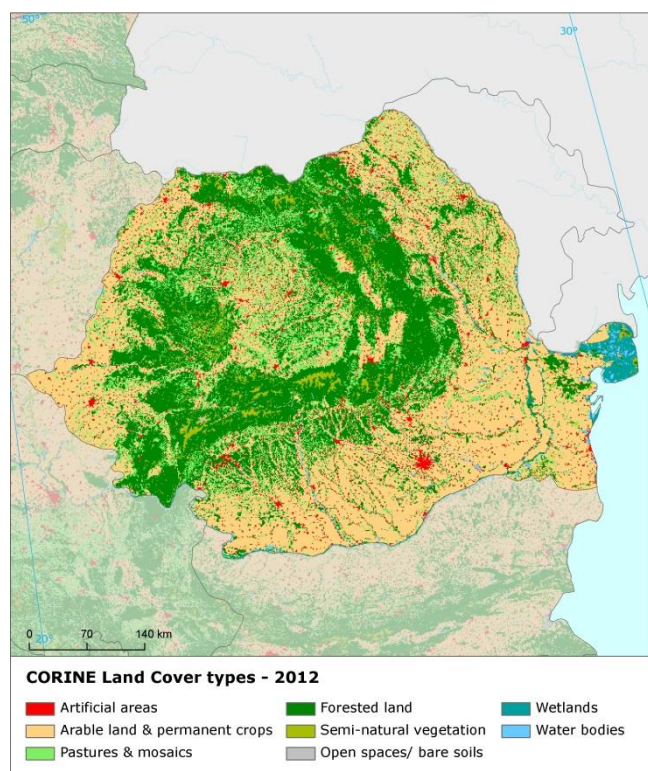 50°
30°
0 70 140 km
20°
CORINE Land Cover types - 2012
Artificial areas
Forested land
Wetlands
Arable land & permanent crops
Semi-natural vegetation
Water bodies
Pastures & mosaics
Open spaces/ bare soils